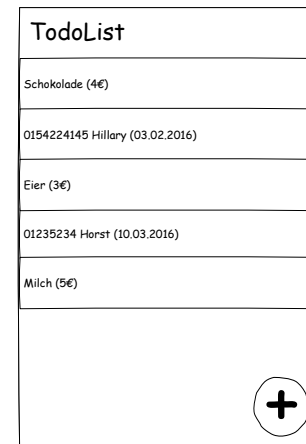 TodoList
Schokolade (4€)
0154224145 Hillary (03.02.2016)
Eier (3€)
01235234 Horst (10.03.2016)
Milch (5€)